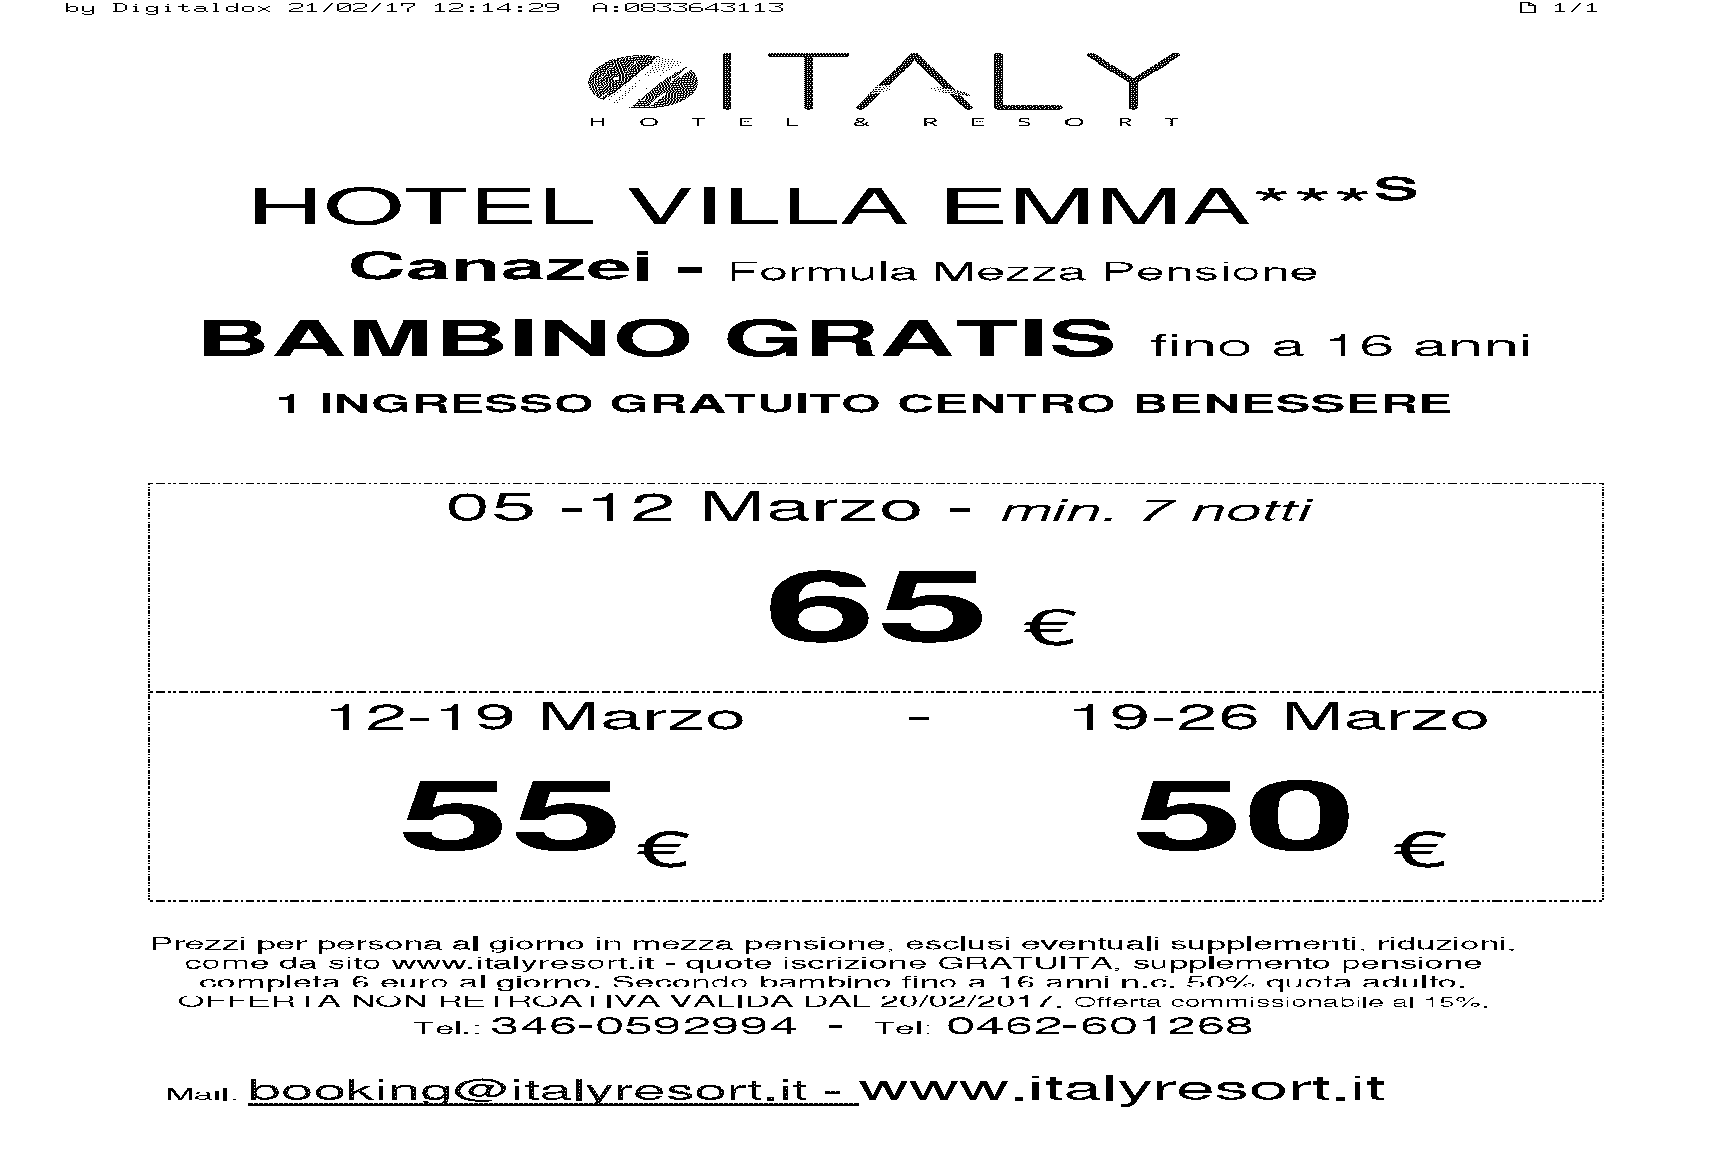 by Digitaldox 21/02/17 12:14:29 A:0833643113 1/1
ITALY
HOTEL & RESORT
HOTEL VILLA EMMA***S
Canazei - Formula Mezza Pensione
BAMBINO GRATIS fino a 16 anni
1 INGRESSO GRATUITO CENTRO BENESSERE
05 -12 Marzo - min. 7 notti
65 €
12-19 Marzo - 19-26 Marzo
55 € 50 €
Prezzi per persona al giorno in mezza pensione, esclusi eventuali supplementi, riduzioni,
come da sito www.italyresort.it - quote iscrizione GRATUITA, supplemento pensione
completa 6 euro al giorno. Secondo bambino fino a 16 anni n.c. 50% quota adulto.
OFFERTA NON RETROATIVA VALIDA DAL 20/02/2017. Offerta commissionabile al 15%.
Tel.: 346-0592994 - Tel: 0462-601268
Mail. booking@italyresort.it - www.italyresort.it